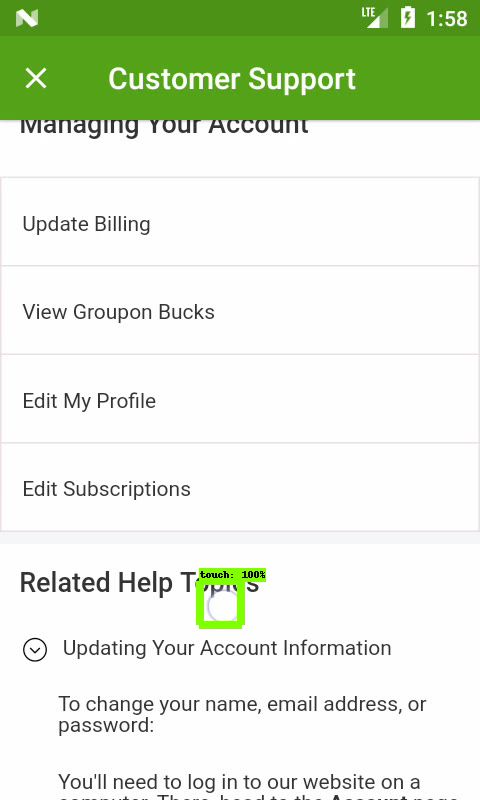 LTE 1:58
Customer Support
Managing Your Account
Update Billing
View Groupon Bucks
Edit My Profile
Edit Subscriptions
touch: 100%
Related Help Topics
Updating Your Account Information
To change your name, email address, or
password:
You'll need to log in to our website on a
computer. There, head to the Account page